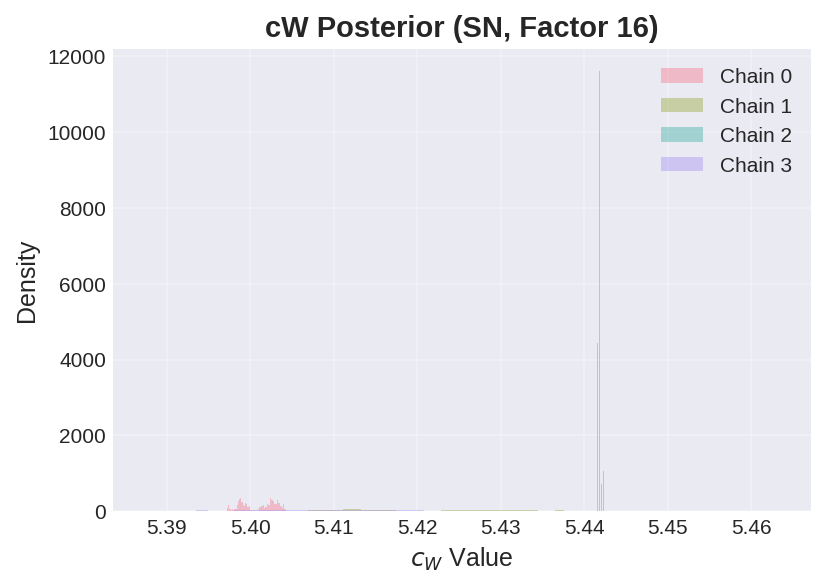 cW Posterior (SN, Factor 16)
12000
10000
8000
6000
4000
2000
0
Density
Chain 0
Chain 1
Chain 2
Chain 3
5.39 5.40 5.41 5.42 5.43 5.44 5.45 5.46
c_W Value